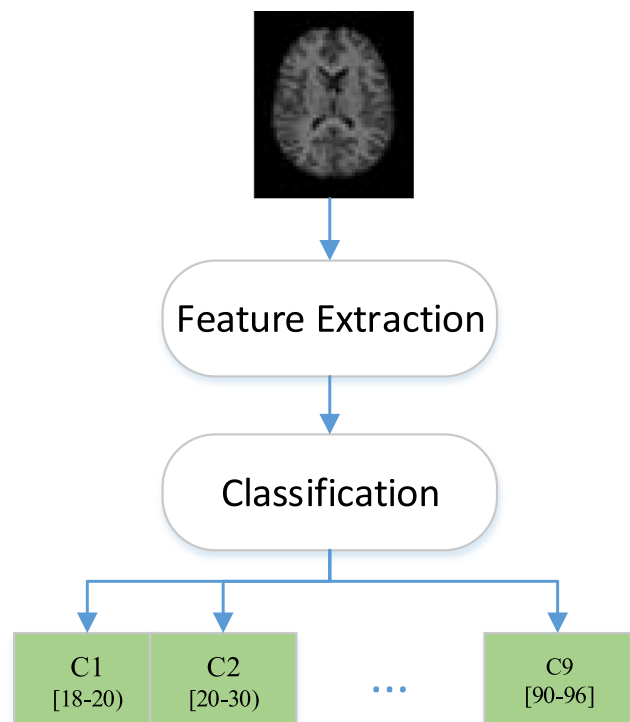 Feature Extraction
Classification
C1
[18-20)
C2
[20-30)
...
C9
[90-96]